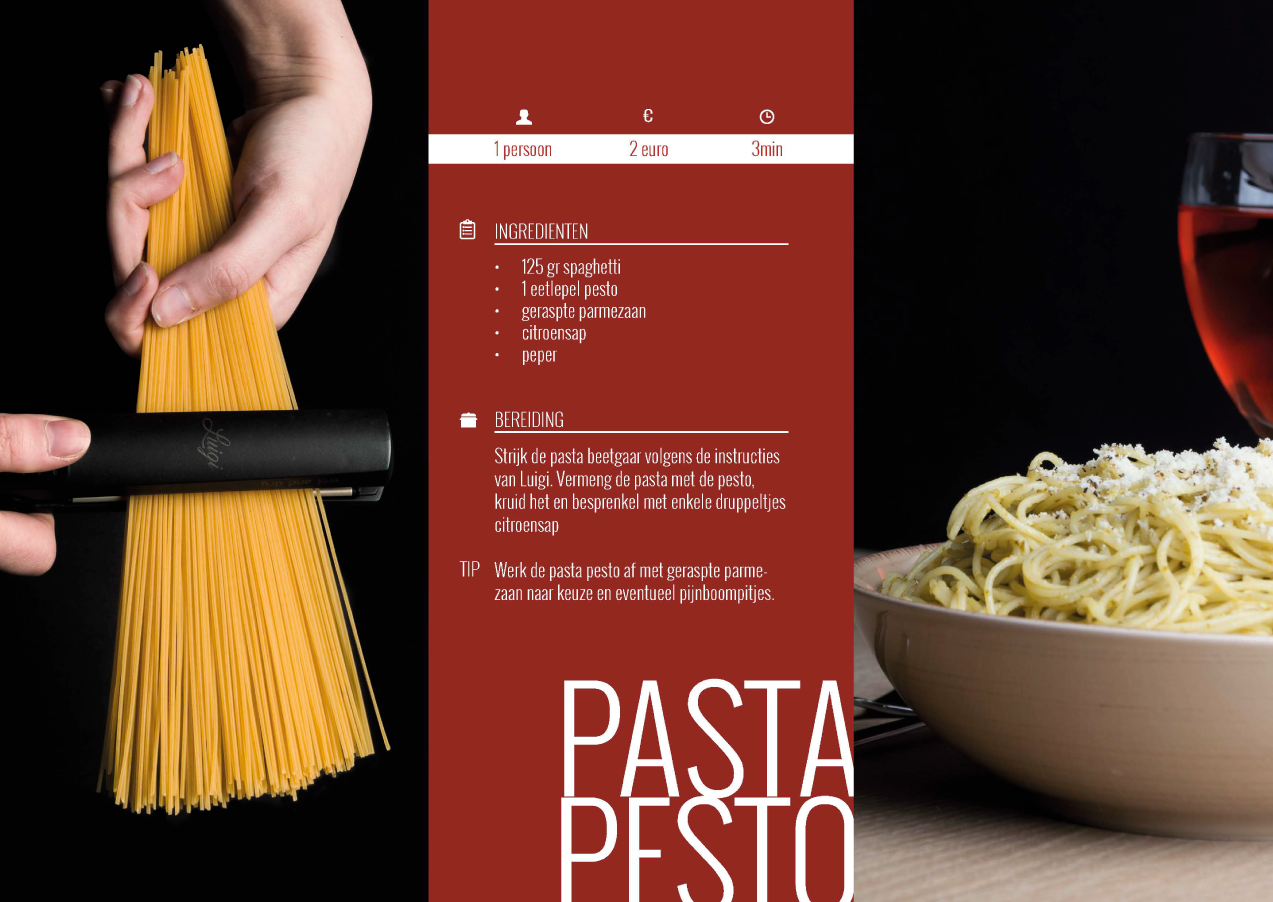 1 persoon
€
2 euro
3min
INGREDIENTEN
• 125 gr spaghetti
• 1 eetlepel pesto
• geraspte parmezaan
• citroensap
• peper
BEREIDING
Strijk de pasta beetgaar volgens de instructies
van Luigi. Vermeng de pasta met de pesto,
kruid het en besprenkel met enkele druppeltjes
citroensap
TIP Werk de pasta pesto af met geraspte parme-
zaan naar keuze en eventueel pijnboompitjes.
PASTA
PESTO
Luigi